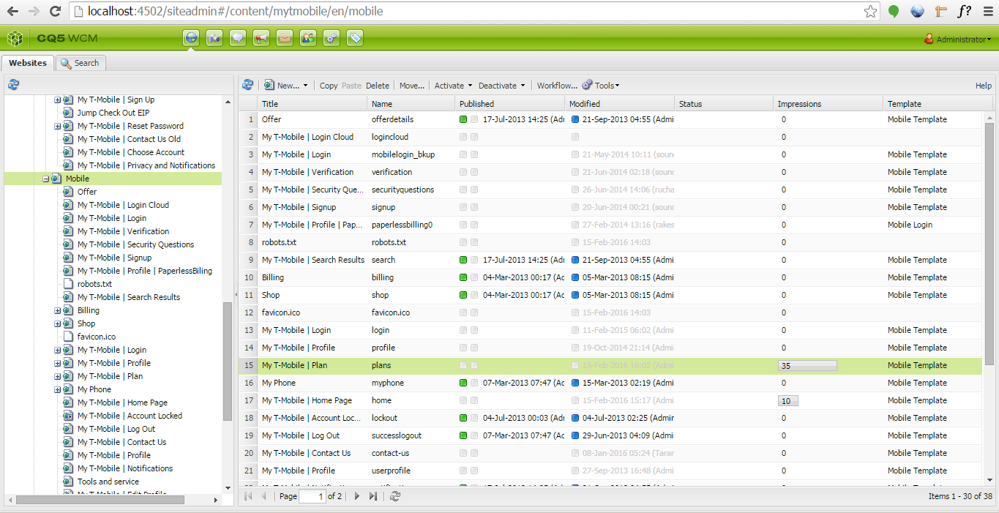 localhost:4502/siteadmin#/content/mytmobile/en/mobile
f?
CQ5 WCM
Administrator
Websites
Search
My T-Mobile | Sign Up
Jump Check Out EIP
My T-Mobile | Reset Password
My T-Mobile | Contact Us Old
My T-Mobile | Choose Account
My T-Mobile | Privacy and Notifications
Mobile
Offer
My T-Mobile | Login Cloud
My T-Mobile | Login
My T-Mobile | Verification
My T-Mobile | Security Questions
My T-Mobile | Signup
My T-Mobile | Profile | PaperlessBiling
robots.txt
My T-Mobile | Search Results
Billing
Shop
favicon.ico
My T-Mobile | Login
My T-Mobile | Profile
My T-Mobile | Plan
My Phone
My T-Mobile | Home Page
My T-Mobile | Account Locked
My T-Mobile | Log Out
My T-Mobile | Contact Us
My T-Mobile | Profile
My T-Mobile | Notifications
Tools and service
My T-Mobile | Edit Profile
New... Copy Paste Delete Move... Activate Deactivate Workflow... Tools Help
Title Name Published Modified Status Impressions Template
1 Offer offerdetails 17-Jul-2013 14:25 (Adı 21-Sep-2013 04:55 (Admi 0 Mobile Template
2 My T-Mobile | Login Cloud logincloud 0
3 My T-Mobile | Login mobilelogin_bkup 21-May-2014 10:11 (soun 0 Mobile Template
4 My T-Mobile | Verification verification 21-Jun-2014 02:18 (sounc 0 Mobile Template
5 My T-Mobile | Security Que... securityquestions 26-Jun-2014 14:06 (rucha 0 Mobile Template
6 My T-Mobile | Signup signup 20-Jun-2014 00:21 (sounc 0 Mobile Template
7 My T-Mobile | Profile | Pap... paperlessbilling0 27-Feb-2014 13:16 (rakes 0 Mobile Login
8 robots.txt robots.txt 15-Feb-2016 14:03 0
9 My T-Mobile | Search Results search 17-Jul-2013 14:25 (Adı 21-Sep-2013 04:55 (Admi 0 Mobile Template
10 Billing billing 04-Mar-2013 00:17 (Ac 05-Mar-2013 08:15 (Adm 0 Mobile Template
11 Shop shop 04-Mar-2013 00:17 (Ac 05-Mar-2013 08:15 (Adm 0 Mobile Template
12 favicon.ico favicon.ico 15-Feb-2016 14:03 0
13 My T-Mobile | Login login 11-Feb-2015 06:02 (Admi 0 Mobile Template
14 My T-Mobile | Profile profile 19-Oct-2014 21:14 (Admi 0 Mobile Template
15 My T-Mobile | Plan plans 15-Feb-2016 16:02 (Admi 35 Mobile Template
16 My Phone myphone 07-Mar-2013 07:47 (Ac 15-Mar-2013 02:19 (Adm 0 Mobile Template
17 My T-Mobile | Home Page home 15-Feb-2016 15:17 (Admi 10 Mobile Template
18 My T-Mobile | Account Loc... lockout 04-Jul-2013 00:03 (Adı 04-Jul-2013 02:25 (Admir 0 Mobile Template
19 My T-Mobile | Log Out successlogout 07-Mar-2013 07:47 (Ac 29-Jun-2013 04:09 (Admi 0 Mobile Template
20 My T-Mobile | Contact Us contact-us 08-Jan-2016 05:24 (Tarar 0 Mobile Template
21 My T-Mobile | Profile userprofile 27-Sep-2013 16:48 (Admi 0 Mobile Template
Page 1 of 2 Items 1 - 30 of 38